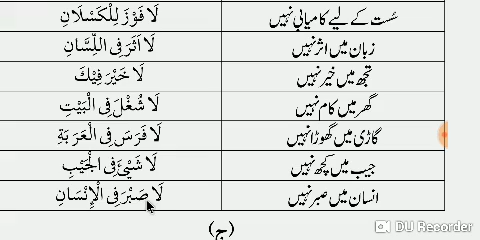 سُست کے لیے کامیابی نہیں لَا فَوْزَ لِلْكَسْلَانِ
زبان میں اثر نہیں لَا اَثَرَ فِى اللِّسَّانِ
تجھ میں خیر نہیں لَا خَيْرَ فِيْكَ
گھر میں کام نہیں لَا شُغْلَ فِى الْبَيْتِ
گاڑی میں گھوڑا نہیں لَا فَرَسَ فِى الْعَرَبَةِ
جیب میں کچھ نہیں لَا شَيْئَ فِى الْجَيْبِ
انسان میں صبر نہیں لَا صَبْرَ فِى الْاِنْسَانِ
(ج)
DU Recorder